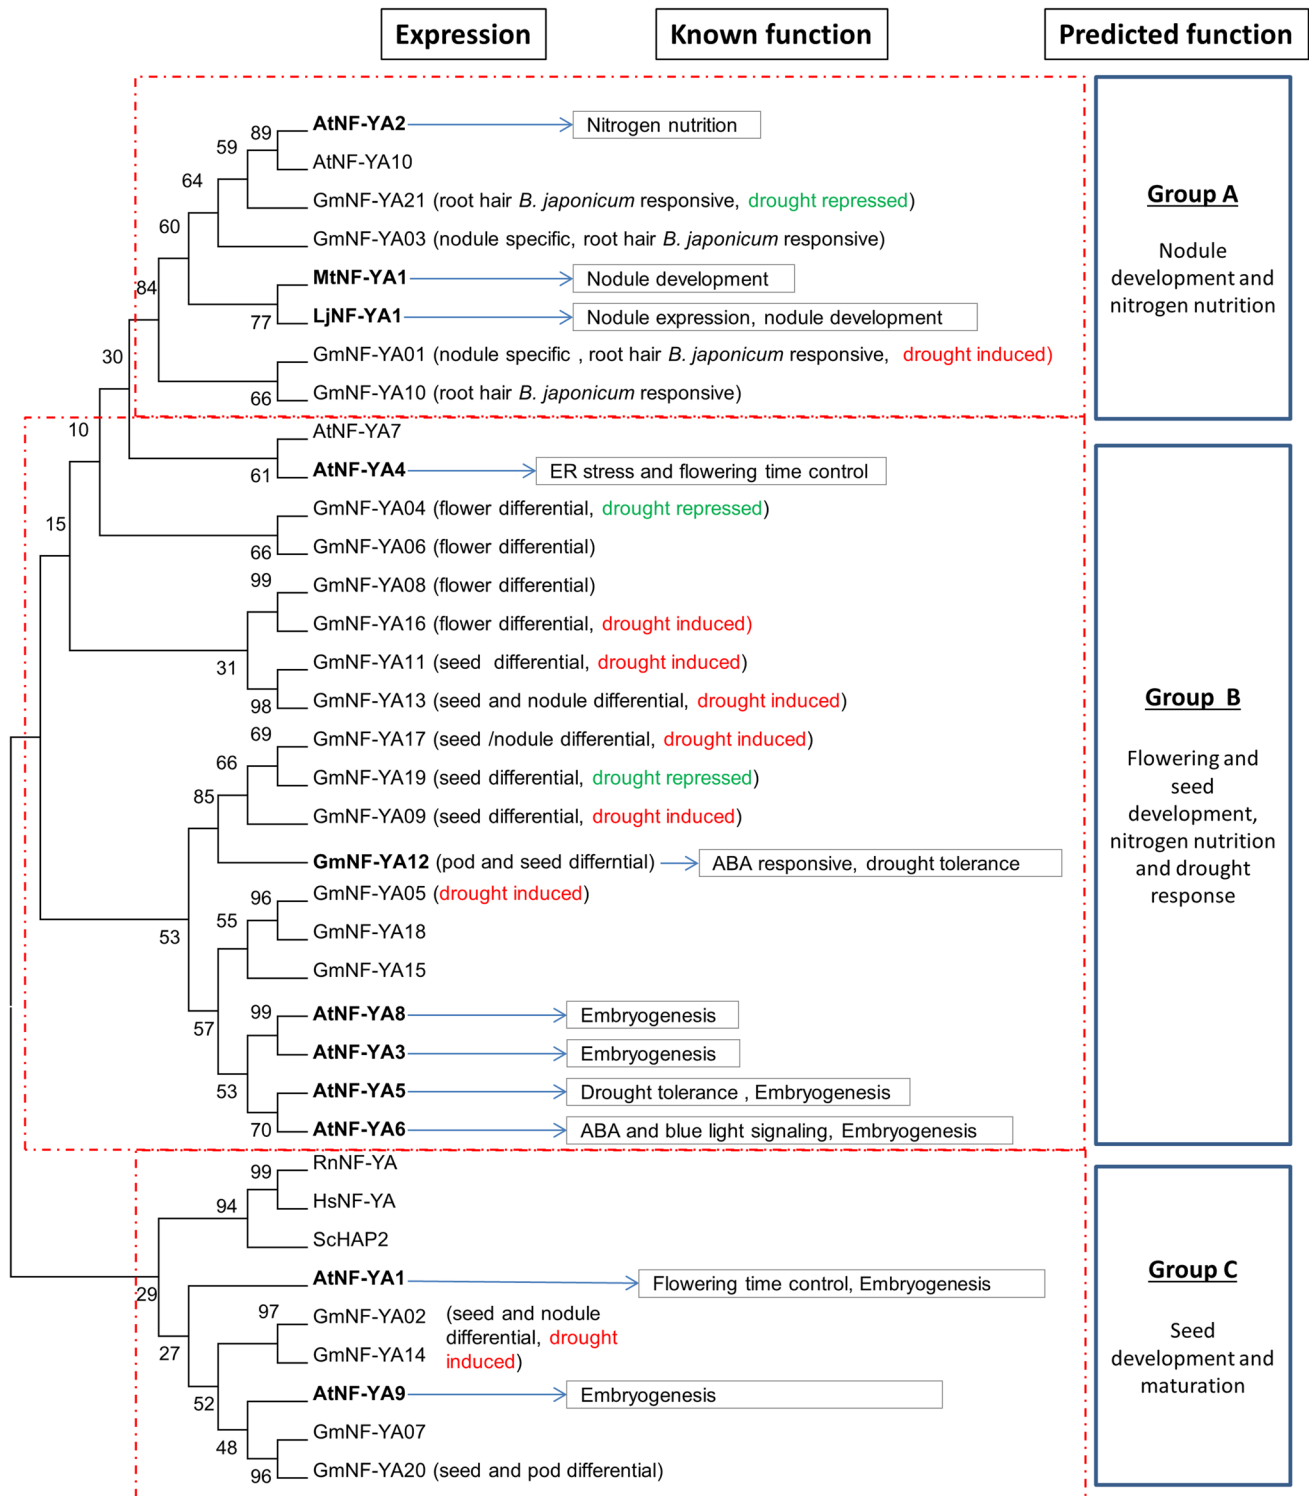 Expression Known function Predicted function
89 AtNF-YA2 Nitrogen nutrition
59
AtNF-YA10
64
GmNF-YA21 (root hair B. japonicum responsive, drought repressed)
60
GmNF-YA03 (nodule specific, root hair B. japonicum responsive)
MtNF-YA1 Nodule development
84
77 LjNF-YA1 Nodule expression, nodule development
30
GmNF-YA01 (nodule specific , root hair B. japonicum responsive, drought induced)
66 GmNF-YA10 (root hair B. japonicum responsive)
Group A
Nodule
development and
nitrogen nutrition
10
AtNF-YA7
61 AtNF-YA4 ER stress and flowering time control
GmNF-YA04 (flower differential, drought repressed)
15
66 GmNF-YA06 (flower differential)
99 GmNF-YA08 (flower differential)
GmNF-YA16 (flower differential, drought induced)
31 GmNF-YA11 (seed differential, drought induced)
98 GmNF-YA13 (seed and nodule differential, drought induced)
69 GmNF-YA17 (seed /nodule differential, drought induced)
66
GmNF-YA19 (seed differential, drought repressed)
85
GmNF-YA09 (seed differential, drought induced)
GmNF-YA12 (pod and seed differntial) ABA responsive, drought tolerance
96 GmNF-YA05 (drought induced)
55
53 GmNF-YA18
GmNF-YA15
99 AtNF-YA8 Embryogenesis
57
AtNF-YA3 Embryogenesis
53 AtNF-YA5 Drought tolerance , Embryogenesis
70 AtNF-YA6 ABA and blue light signaling, Embryogenesis
Group B
Flowering and
seed
development,
nitrogen nutrition
and drought
response
99 RnNF-YA
94 HsNF-YA
ScHAP2
29 AtNF-YA1 Flowering time control, Embryogenesis
97 GmNF-YA02 (seed and nodule
differential, drought
27 GmNF-YA14 induced)
52 AtNF-YA9 Embryogenesis
GmNF-YA07
48
96 GmNF-YA20 (seed and pod differential)
Group C
Seed
development and
maturation